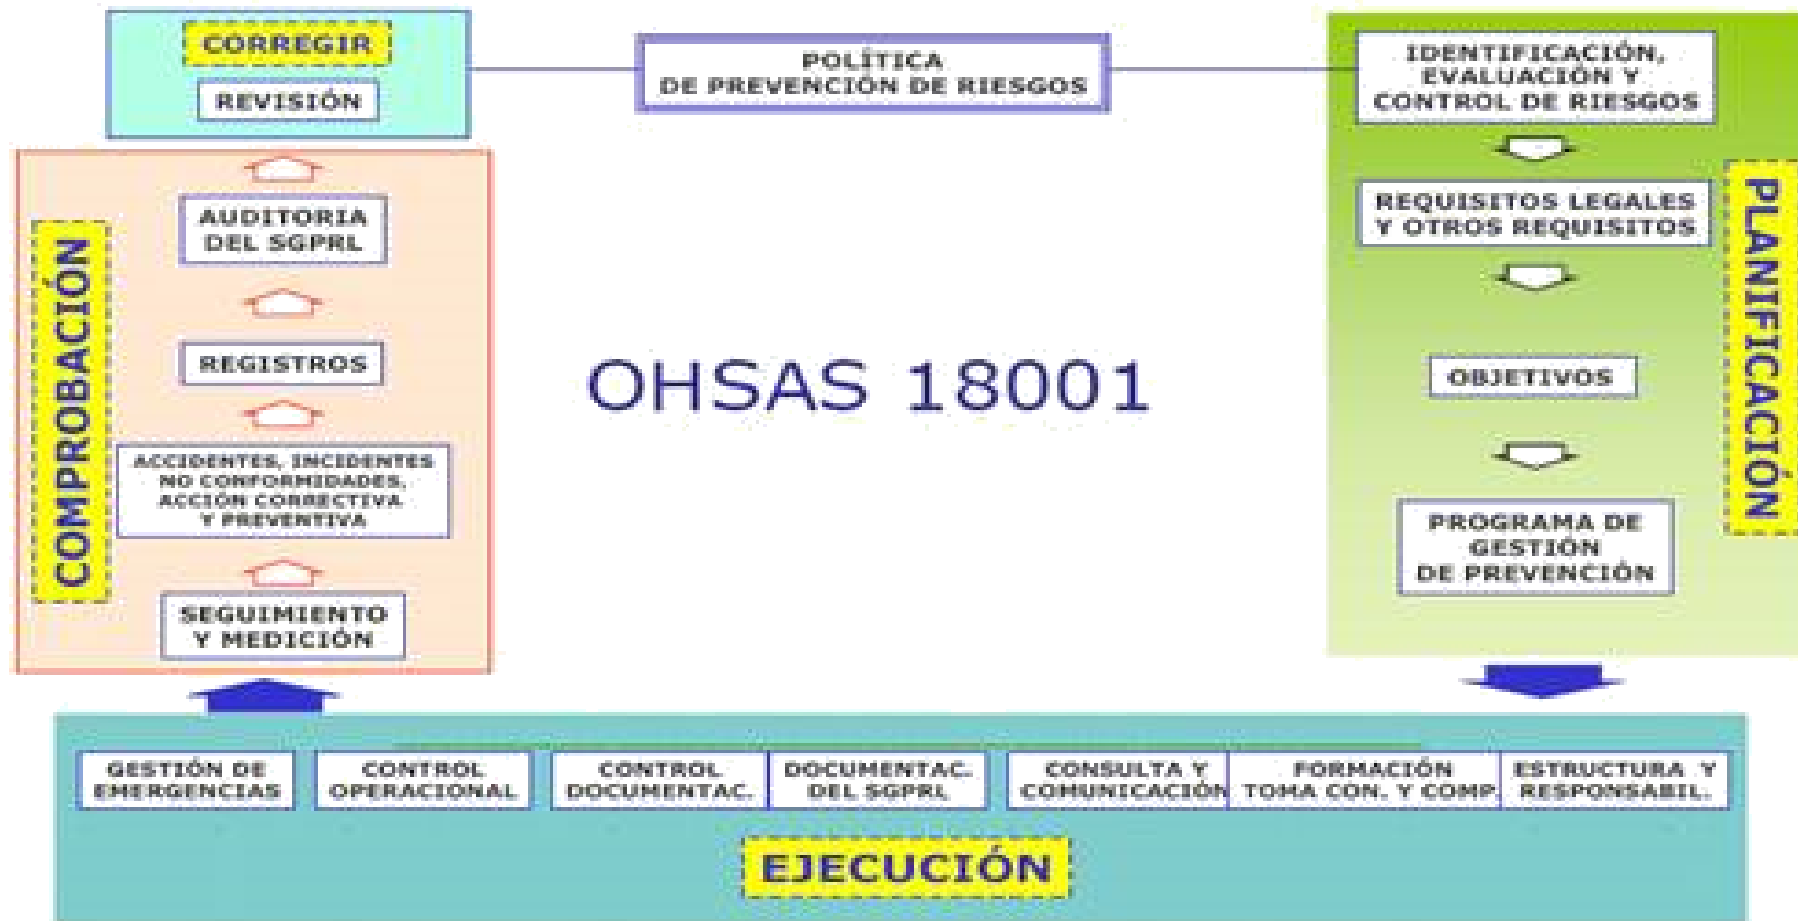 CORREGIR
REVISIÓN
POLÍTICA
DE PREVENCIÓN DE RIESGOS
IDENTIFICACIÓN,
EVALUACIÓN Y
CONTROL DE RIESGOS
REQUISITOS LEGALES
Y OTROS REQUISITOS
OBJETIVOS
PROGRAMA DE
GESTIÓN
DE PREVENCIÓN
PLANIFICACIÓN
OHSAS 18001
COMPROBACIÓN
AUDITORIA
DEL SGPRL
REGISTROS
ACCIDENTES, INCIDENTES
NO CONFORMIDADES,
ACCIÓN CORRECTIVA
Y PREVENTIVA
SEGUIMIENTO
Y MEDICIÓN
GESTIÓN DE
EMERGENCIAS
CONTROL
OPERACIONAL
CONTROL
DOCUMENTAC.
DOCUMENTAC.
DEL SGPRL
CONSULTA Y
COMUNICACIÓN
FORMACIÓN
TOMA CON. Y COMP.
ESTRUCTURA Y
RESPONSABIL.
EJECUCIÓN